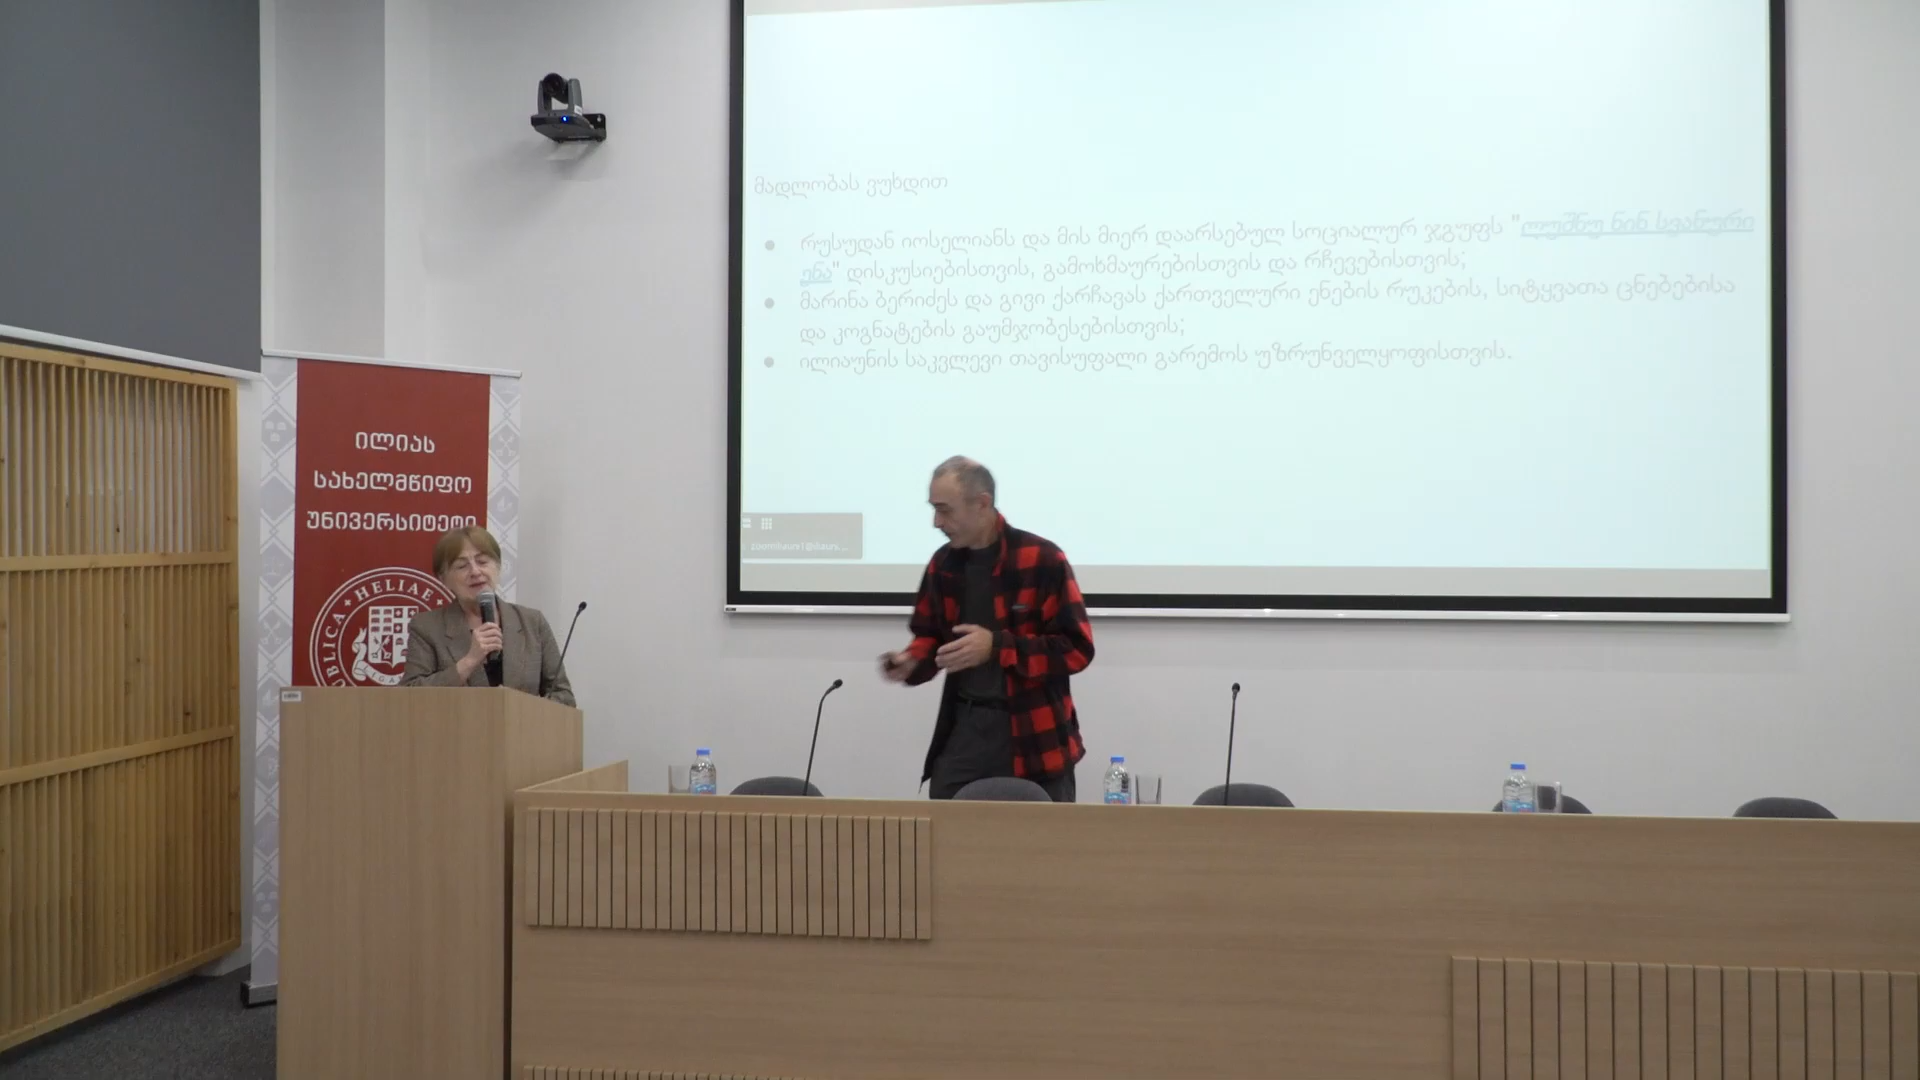 მადლობას ვუხდით
● რუსუდან იოსელიანს და მის მიერ დაარსებულ სოციალურ ჯგუფს "ლუშნუ ნინ სვანური
ენა" დისკუსიებისთვის, გამოხმაურებისთვის და რჩევებისთვის;
● მარინა ბერიძეს და გივი ქარჩავას ქართველური ენების რუკების, სიტყვათა ცნებებისა
და კოგნატების გაუმჯობესებისთვის;
● ილიაუნის საკვლევი თავისუფალი გარემოს უზრუნველყოფისთვის.
ილიას
სახელმწიფო
უნივერსიტეტი
HELIAE